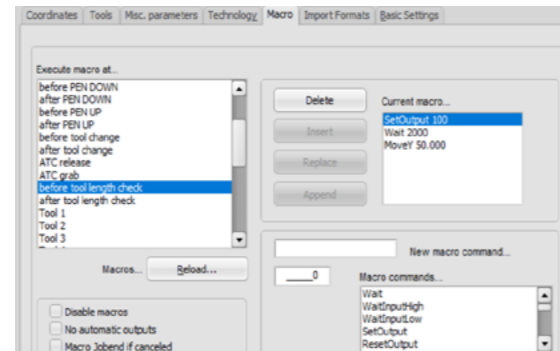 Coordinates Tools Misc. parameters Technology Macro Import Formats Basic Settings
Execute macro at...
before PEN DOWN
after PEN DOWN
before PEN UP
after PEN UP
before tool change
after tool change
ATC release
ATC grab
before tool length check
after tool length check
Tool 1
Tool 2
Tool 3
Macros... Reload...
Disable macros
No automatic outputs
Macro Jobend if canceled
Delete
Insert
Replace
Append
Current macro...
SetOutput 100
Wait 2000
MoveY 50.000
New macro command...
_____0
Macro commands...
Wait
WaitInputHigh
WaitInputLow
SetOutput
ResetOutput